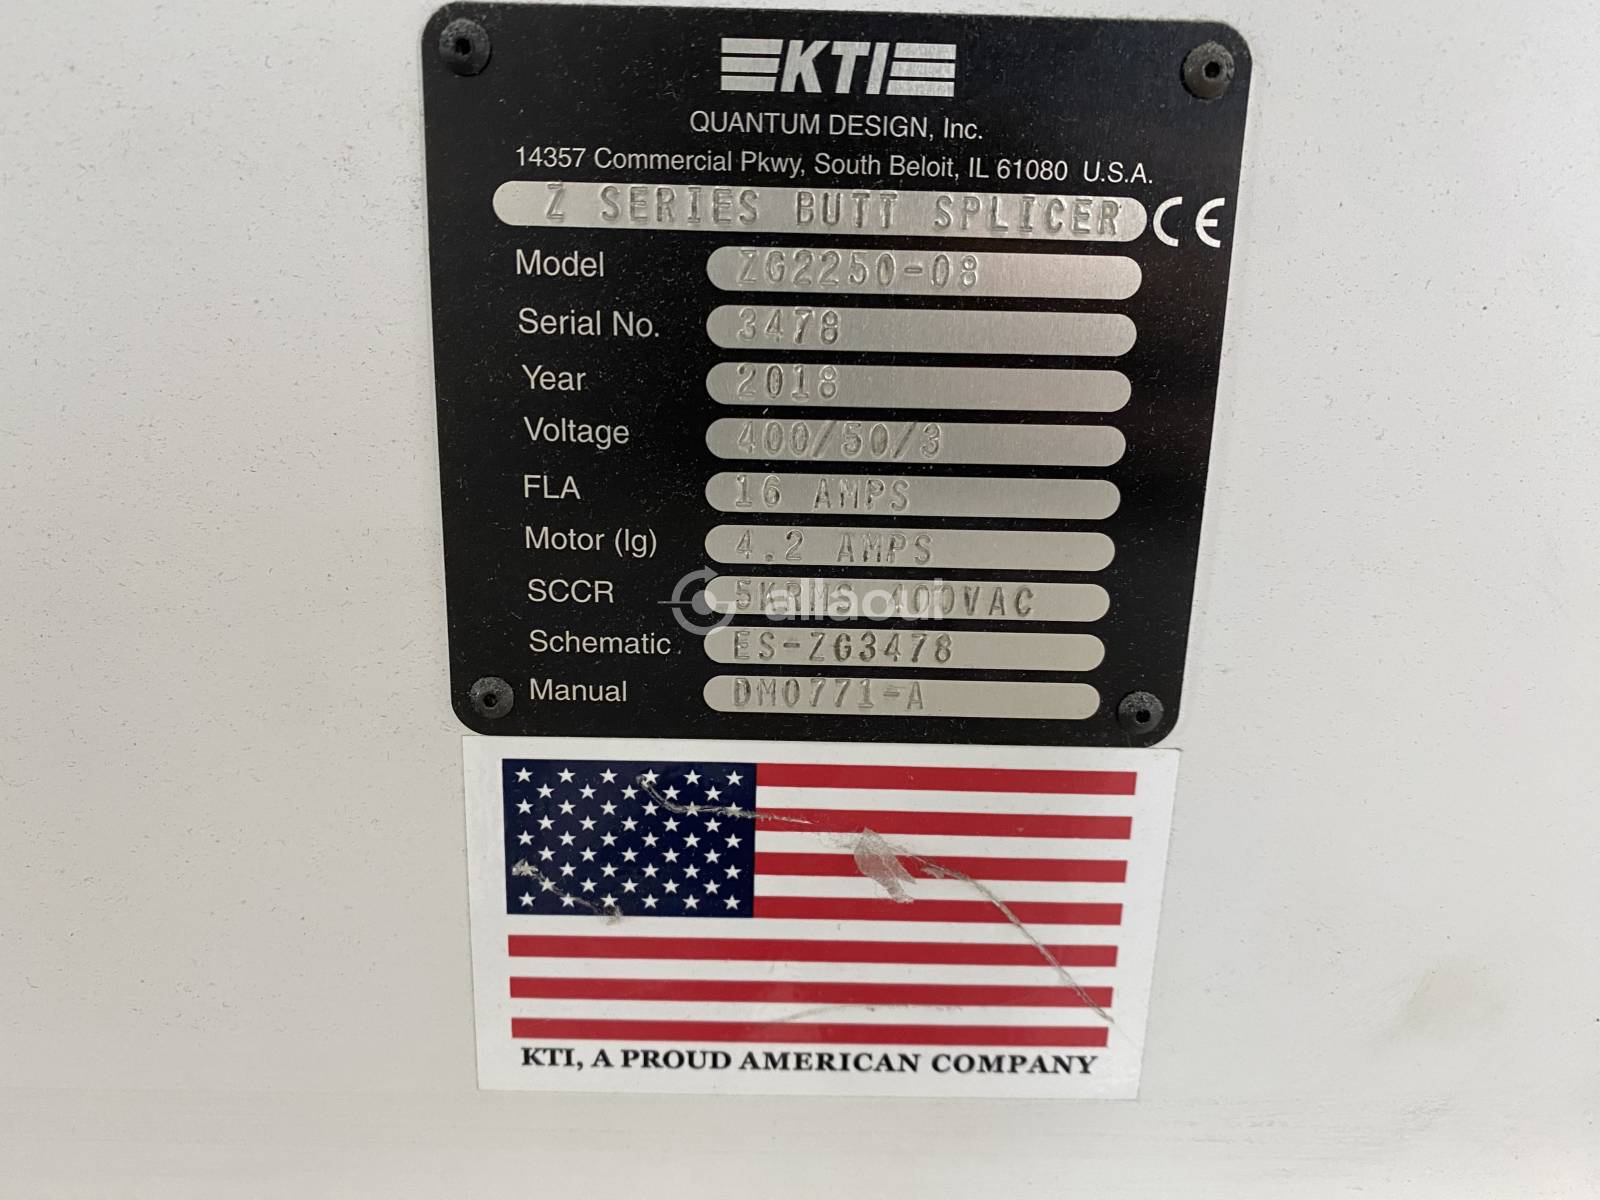 KTI
QUANTUM DESIGN, Inc.
14357 Commercial Pkwy, South Beloit, IL 61080 U.S.A.
Z SERIES BUTT SPLICER CE
Model ZG2250-08
Serial No. 3478
Year 2018
Voltage 400/50/3
FLA 16 AMPS
Motor (lg) 4.2 AMPS
SCCR 5KRMS 400VAC
allaoui
Schematic ES-ZG3478
Manual DM0771-A
KTI, A PROUD AMERICAN COMPANY